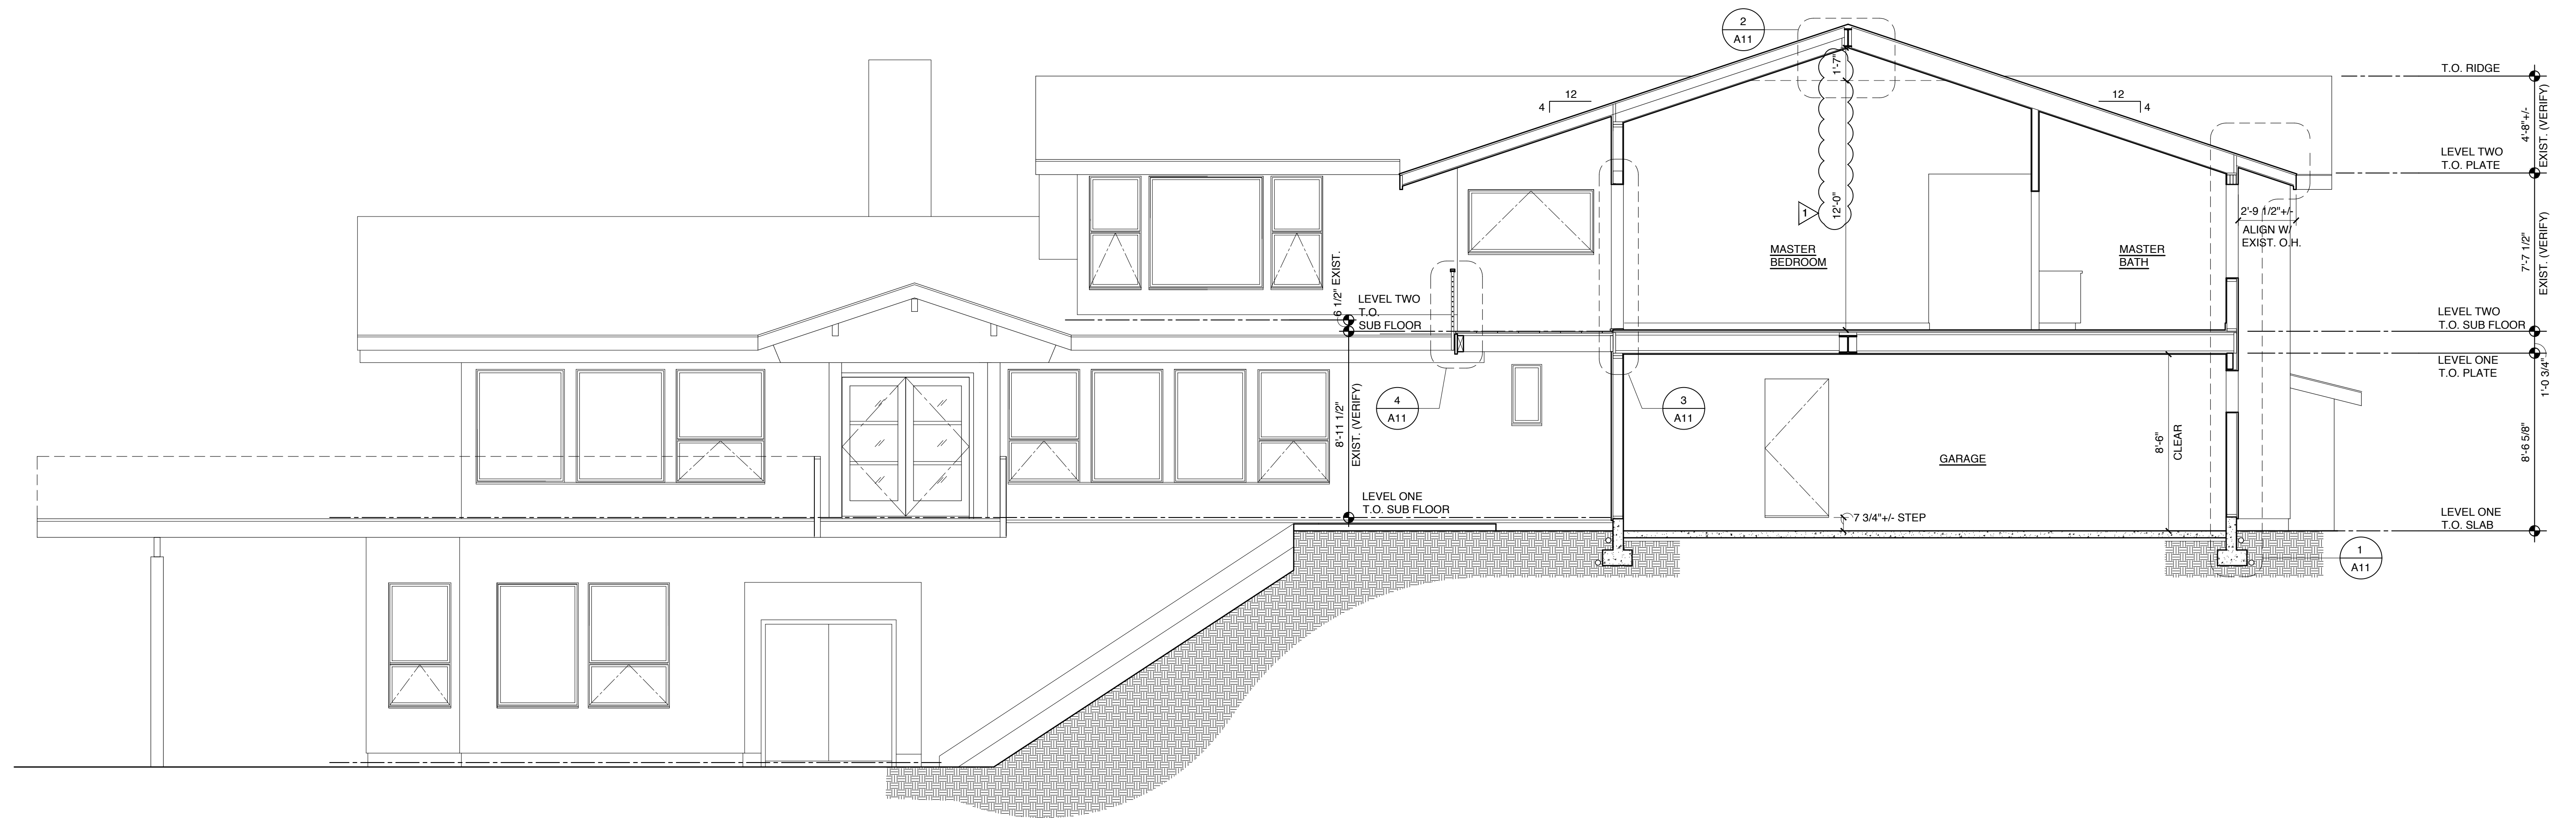 2
A11
1'-7"
12'-0"
1
12
4
12
4
MASTER
BEDROOM
MASTER
BATH
2'-9 1/2"+/-
ALIGN W/
EXIST. O.H.
T.O. RIDGE
4'-8"+/-
EXIST. (VERIFY)
LEVEL TWO
T.O. PLATE
7'-7 1/2"
EXIST. (VERIFY)
LEVEL TWO
T.O. SUB FLOOR
LEVEL ONE
T.O. PLATE
1'-0 3/4"
8'-6 5/8"
LEVEL ONE
T.O. SLAB
6 1/2" EXIST.
LEVEL TWO
T.O.
SUB FLOOR
8'-11 1/2"
EXIST. (VERIFY)
LEVEL ONE
T.O. SUB FLOOR
4
A11
3
A11
GARAGE
8'-6"
CLEAR
7 3/4"+/- STEP
1
A11